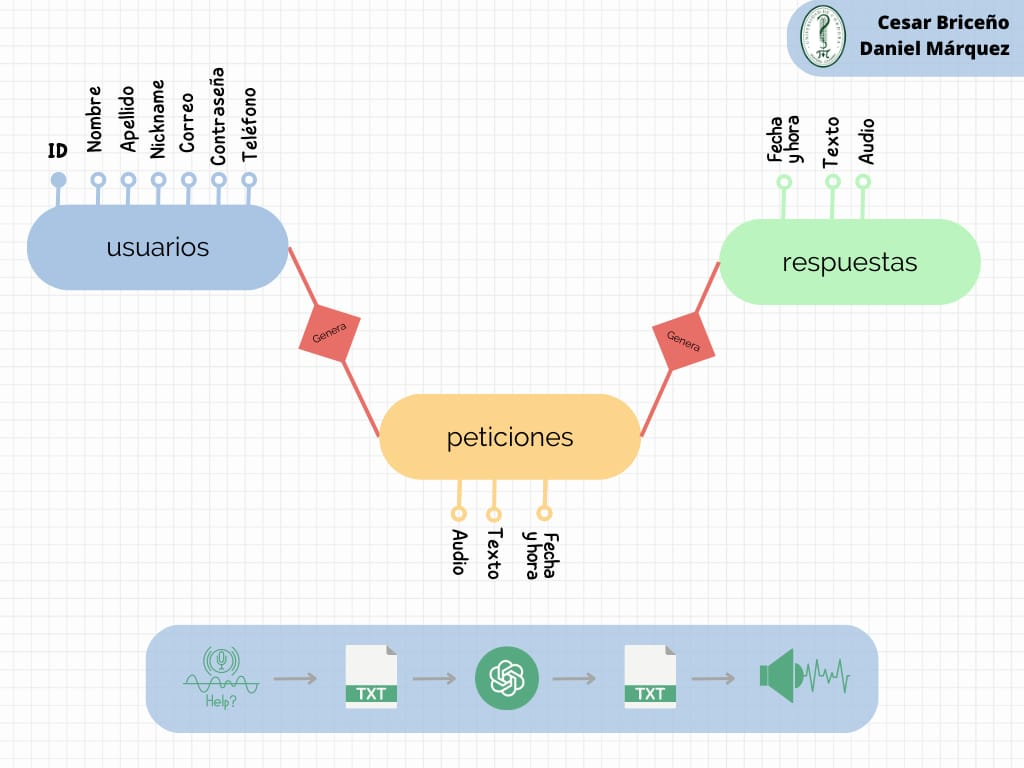 Cesar Briceño
Daniel Márquez
ID
Nombre
Apellido
Nickname
Correo
Contraseña
Teléfono
usuarios
Fecha
y hora
Texto
Audio
respuestas
Genera
Genera
peticiones
Audio
Texto
Fecha
y hora
Help?
TXT
TXT